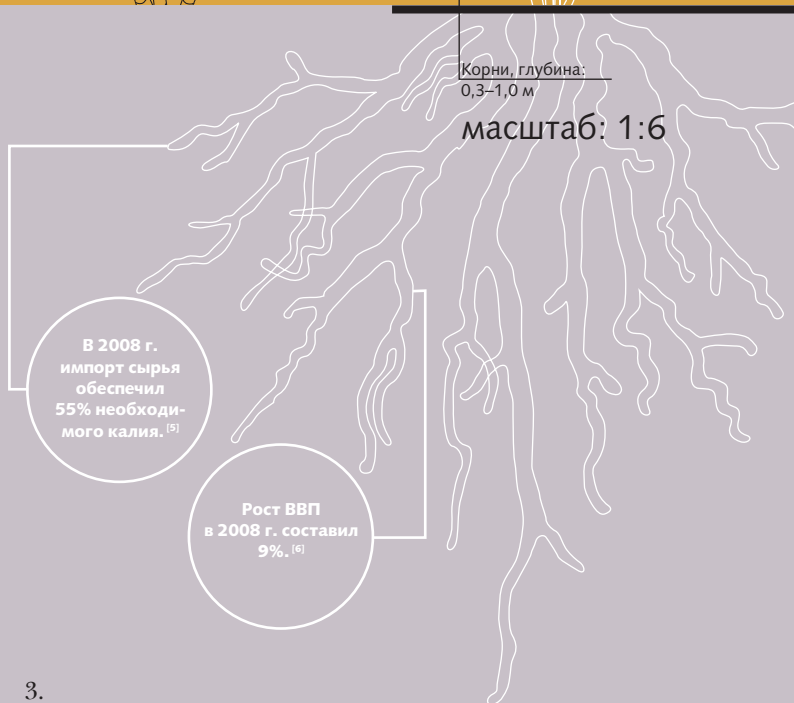 Корни, глубина:
0,3–1,0 м
масштаб: 1:6
В 2008 г.
импорт сырья
обеспечил
55% необходи-
мого калия. [5]
Рост ВВП
в 2008 г. составил
9%. [6]
3.